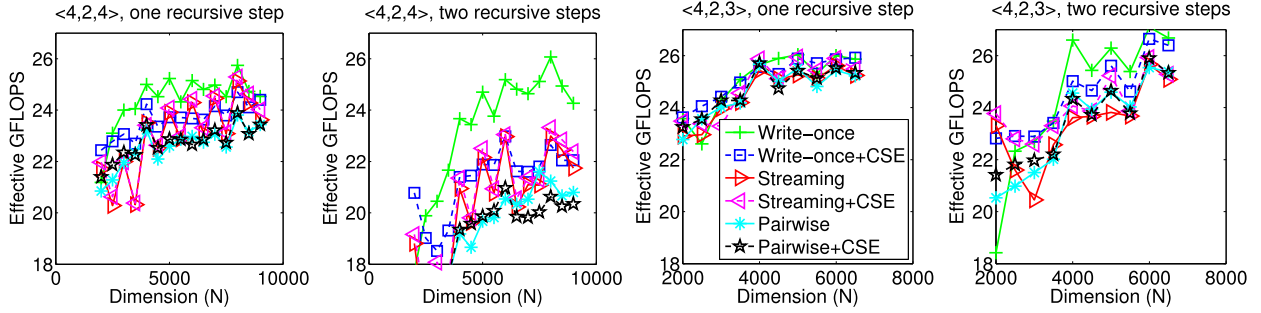 <4,2,4>, one recursive step
26
24
22
20
18
Effective GFLOPS
0
5000
10000
Dimension (N)
<4,2,4>, two recursive steps
26
24
22
20
18
Effective GFLOPS
0
5000
10000
Dimension (N)
<4,2,3>, one recursive step
26
24
22
20
18
Effective GFLOPS
2000
4000
6000
8000
Dimension (N)
Write−once
Write−once+CSE
Streaming
Streaming+CSE
Pairwise
Pairwise+CSE
<4,2,3>, two recursive steps
26
24
22
20
18
Effective GFLOPS
2000
4000
6000
8000
Dimension (N)